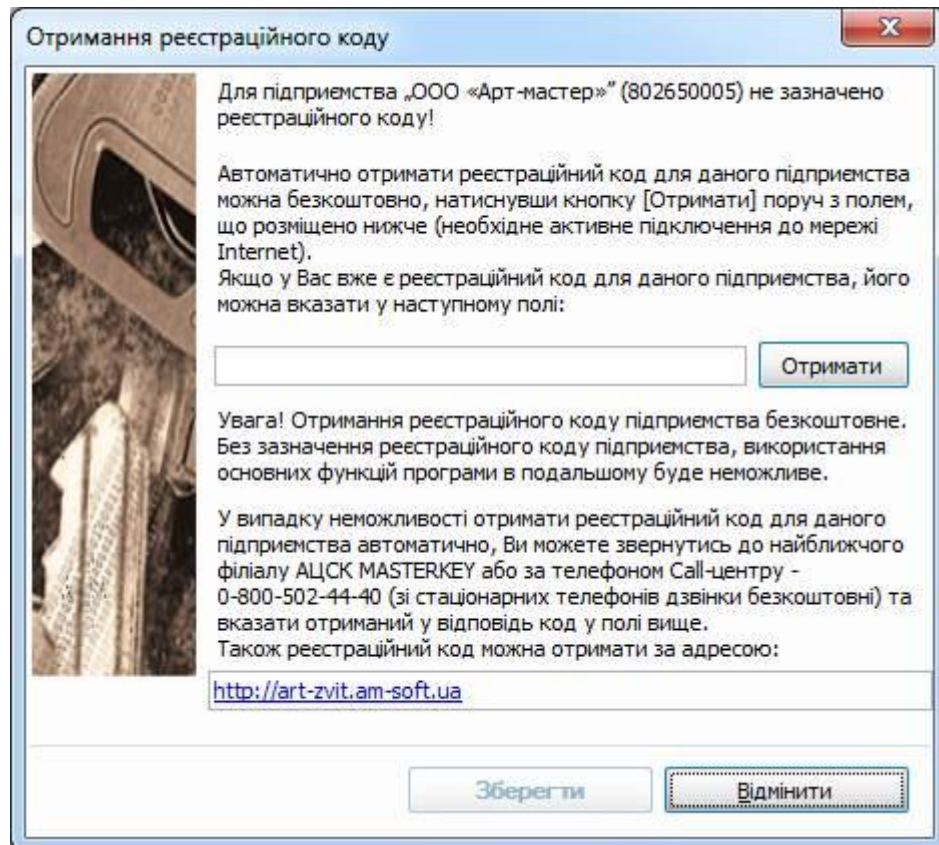 Отримання реєстраційного коду
Для підприємства „ООО «Арт-мастер»” (802650005) не зазначено
реєстраційного коду!
Автоматично отримати реєстраційний код для даного підприємства
можна безкоштовно, натиснувши кнопку [Отримати] поруч з полем,
що розміщено нижче (необхідне активне підключення до мережі
Internet).
Якщо у Вас вже є реєстраційний код для даного підприємства, його
можна вказати у наступному полі:
Отримати
Увага! Отримання реєстраційного коду підприємства безкоштовне.
Без зазначення реєстраційного коду підприємства, використання
основних функцій програми в подальшому буде неможливе.
У випадку неможливості отримати реєстраційний код для даного
підприємства автоматично, Ви можете звернутись до найближчого
філіалу АЦСК MASTERKEY або за телефоном Call-центру -
0-800-502-44-40 (зі стаціонарних телефонів дзвінки безкоштовні) та
вказати отриманий у відповідь код у полі вище.
Також реєстраційний код можна отримати за адресою:
http://art-zvit.am-soft.ua
Зберегти
Відмінити